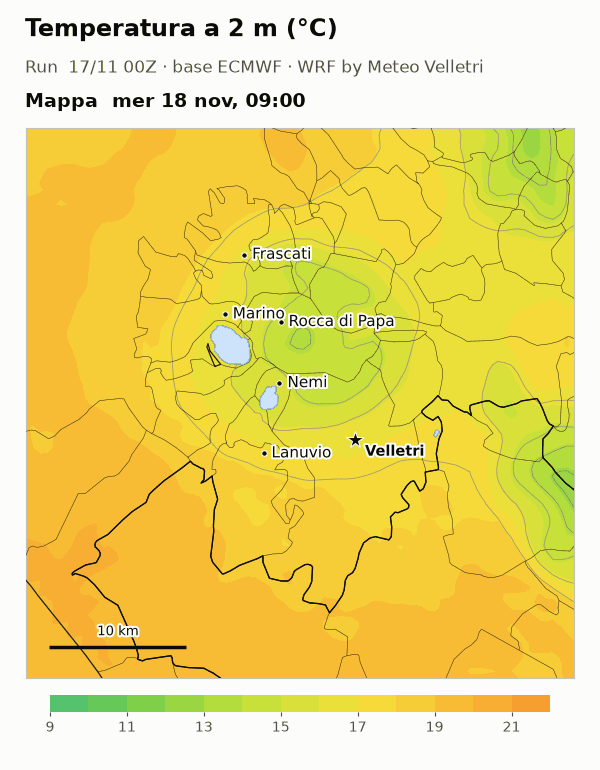 Temperatura a 2 m (°C)
Run  17/11 00Z · base ECMWF · WRF by Meteo Velletri
Mappa  mer 18 nov, 09:00
Frascati
Marino
Rocca di Papa
Nemi
Velletri
Lanuvio
10 km
9 11 13 15 17 19 21